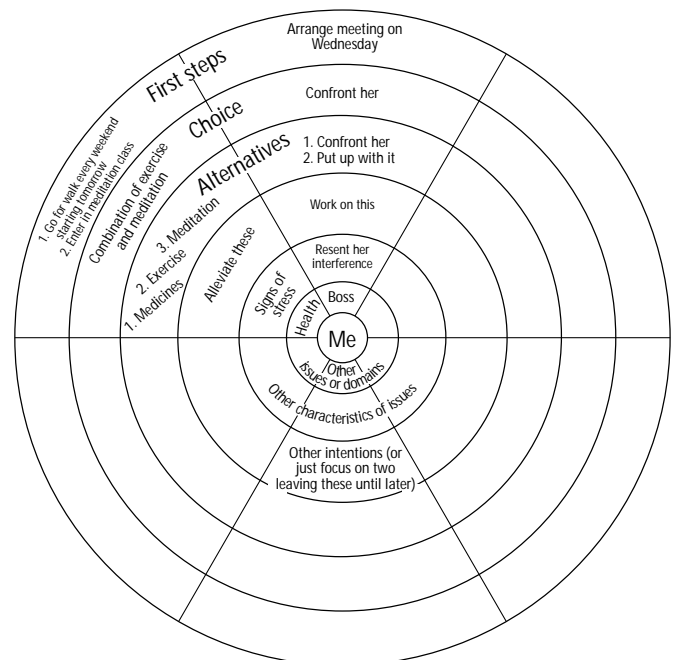 Arrange meeting on
Wednesday
First steps
Confront her
Choice
1. Confront her
2. Put up with it
Alternatives
1. Go for walk every weekend
starting tomorrow
2. Enter in meditation class
Combination of exercise
and meditation
3. Meditation
2. Exercise
1. Medicines
Work on this
Alleviate these
Resent her
interference
Signs of
stress
Boss
Health
Me
Other
issues or domains
Other characteristics of issues
Other intentions (or
just focus on two
leaving these until later)